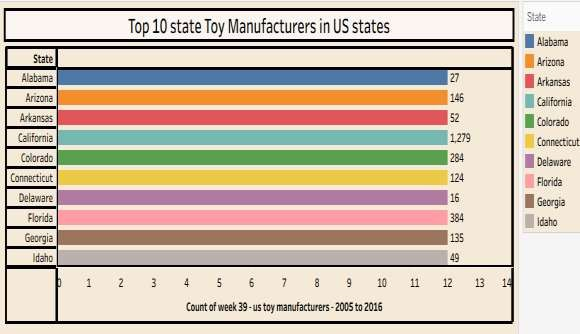 Top 10 state Toy Manufacturers in US states
State
Alabama 27
Arizona 146
Arkansas 52
California 1,279
Colorado 284
Connecticut 124
Delaware 16
Florida 384
Georgia 135
Idaho 49
0 1 2 3 4 5 6 7 8 9 10 11 12 13 14
Count of week 39 - us toy manufacturers - 2005 to 2016
State
Alabama
Arizona
Arkansas
California
Colorado
Connecticut
Delaware
Florida
Georgia
Idaho